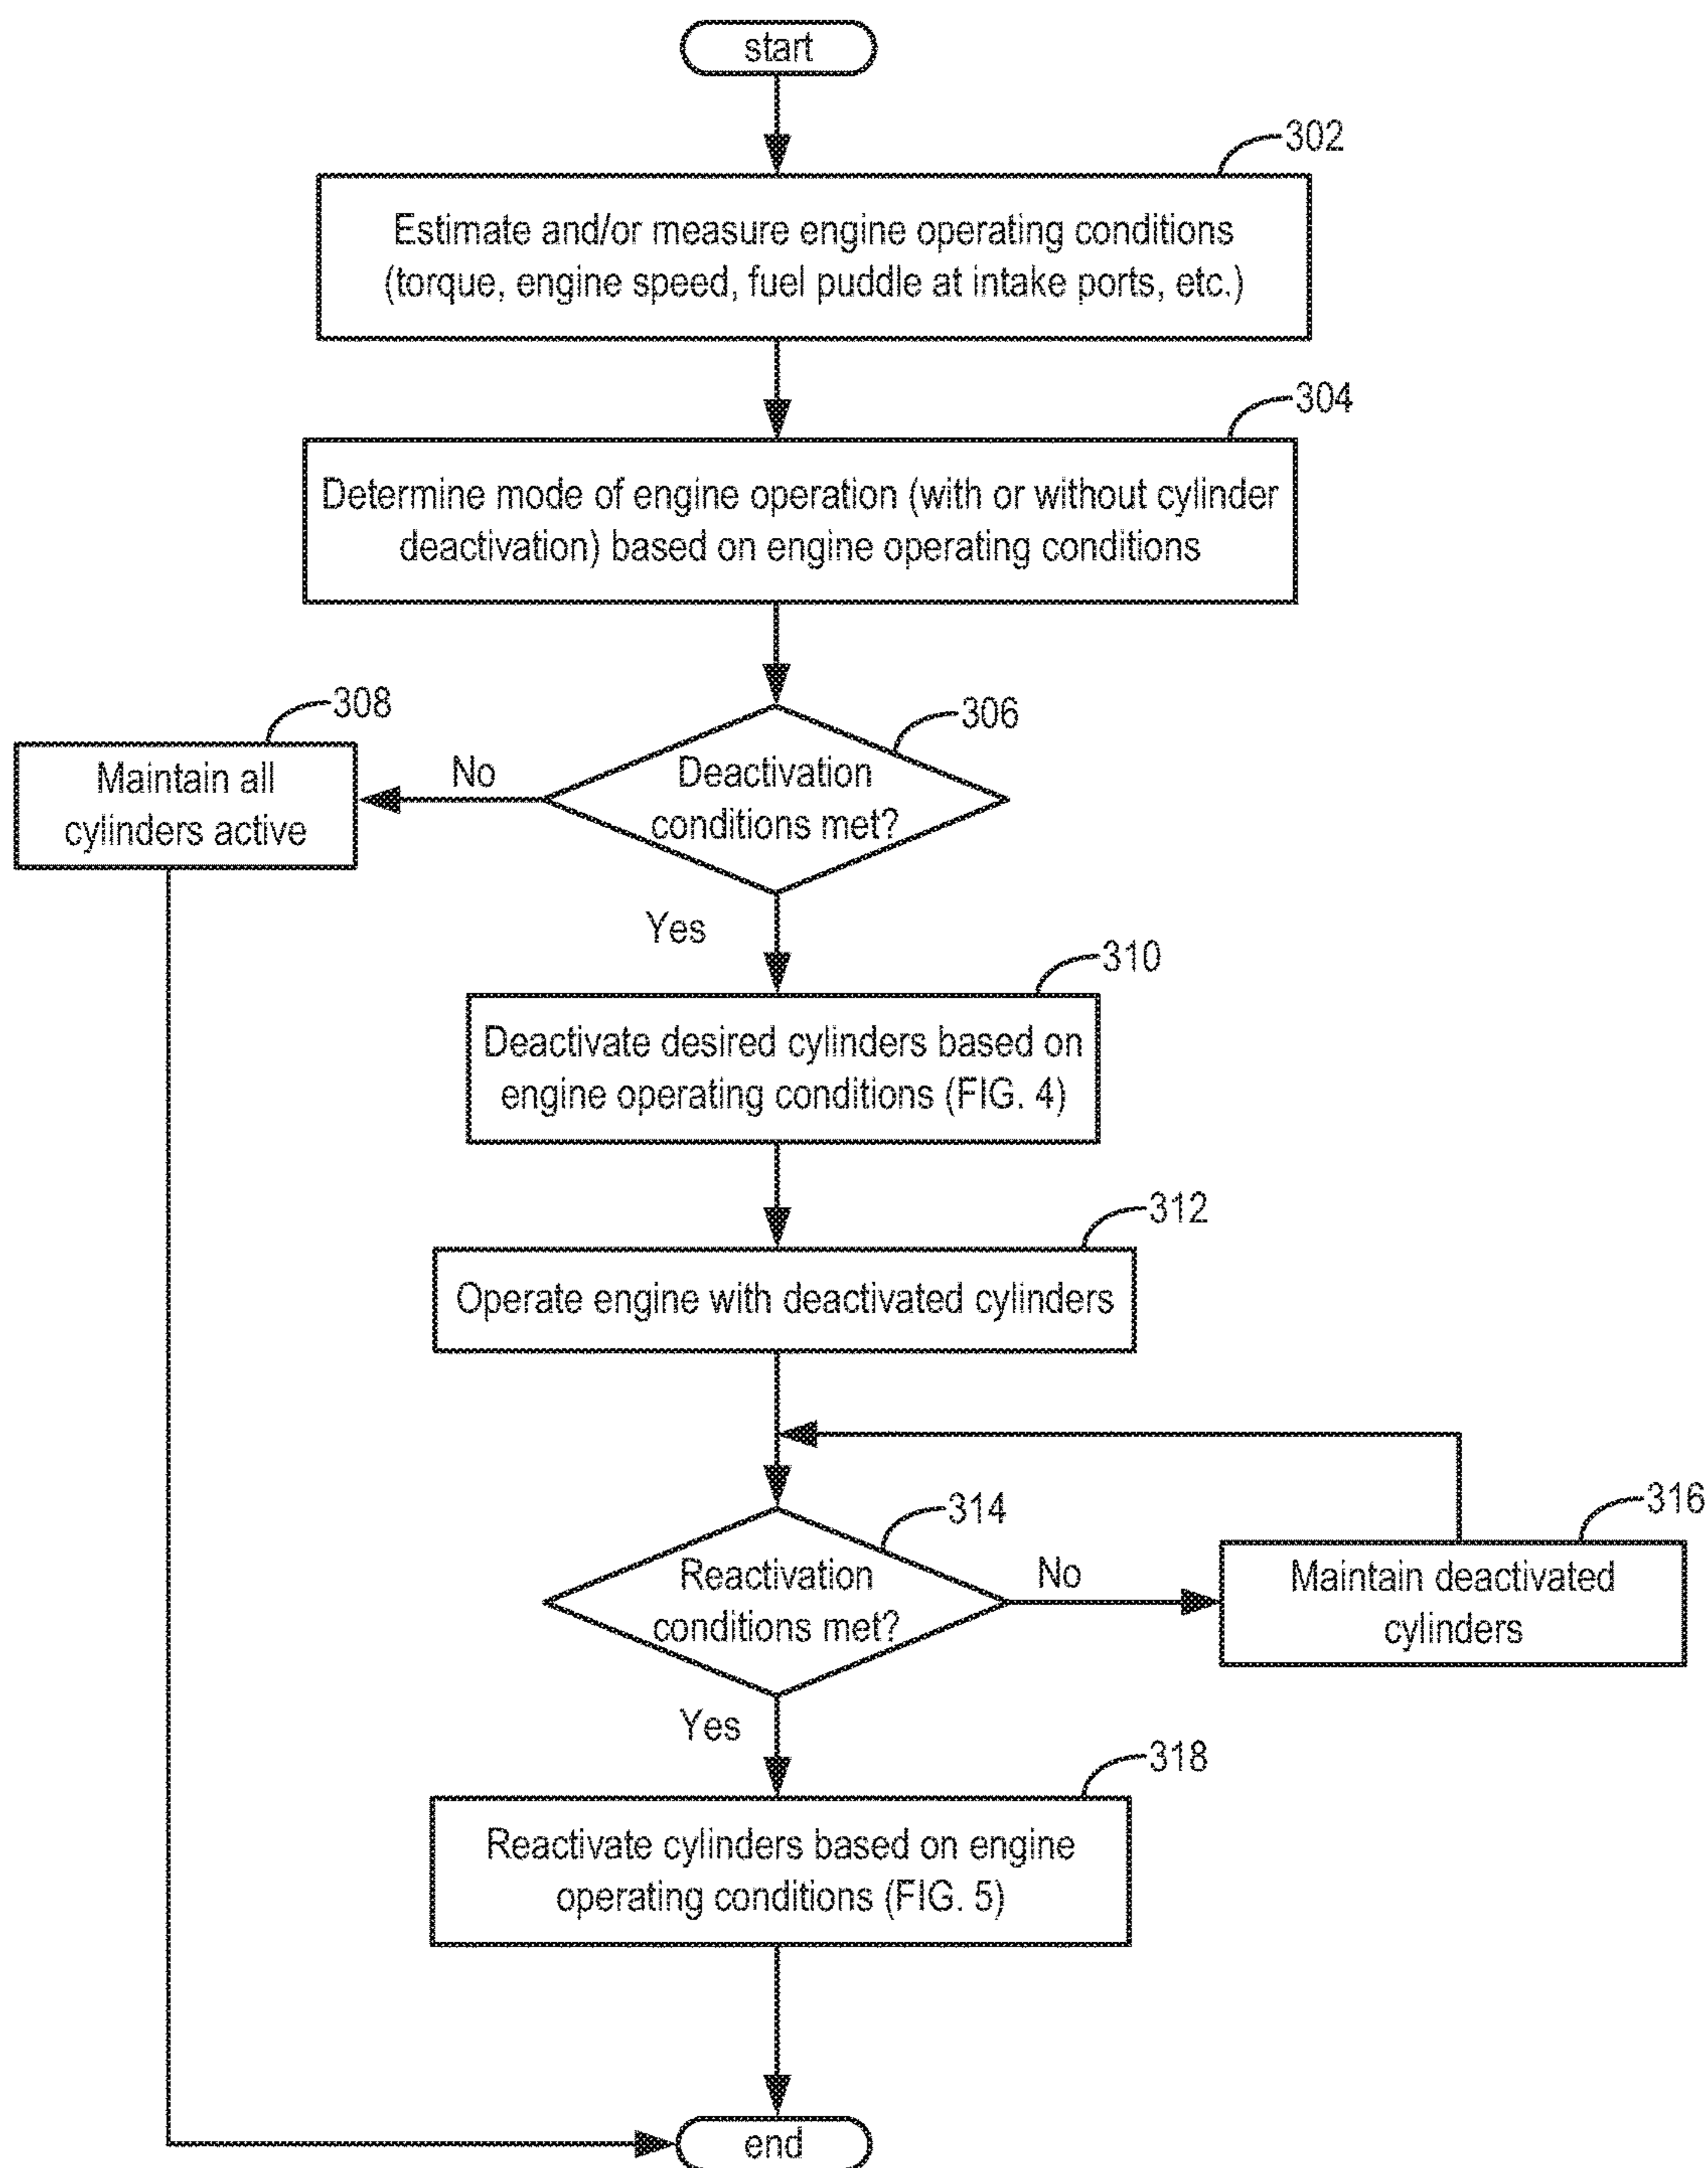 start
302
Estimate and/or measure engine operating conditions
(torque, engine speed, fuel puddle at intake ports, etc.)
304
Determine mode of engine operation (with or without cylinder
deactivation) based on engine operating conditions
306
Deactivation
conditions met?
No
308
Maintain all
cylinders active
Yes
310
Deactivate desired cylinders based on
engine operating conditions (FIG. 4)
312
Operate engine with deactivated cylinders
314
Reactivation
conditions met?
No
316
Maintain deactivated
cylinders
Yes
318
Reactivate cylinders based on engine
operating conditions (FIG. 5)
end